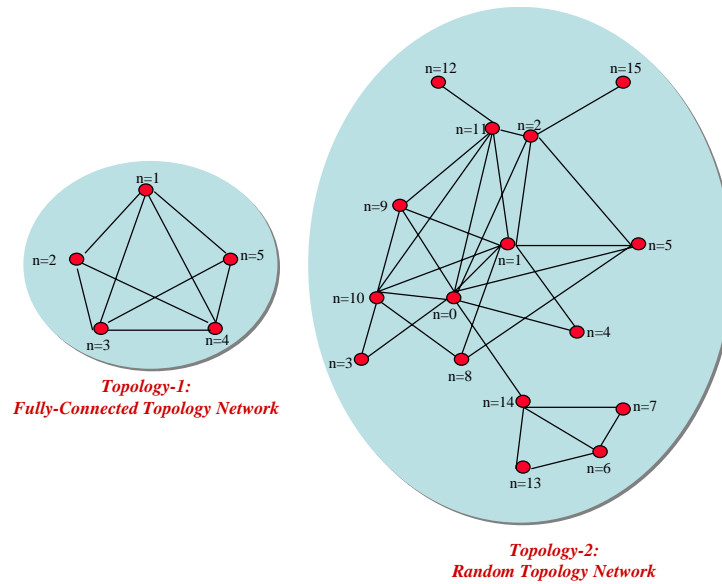 n=1
n=2
n=5
n=3
n=4
Topology-1:
Fully-Connected Topology Network
n=12
n=15
n=11
n=2
n=9
n=1
n=5
n=10
n=0
n=4
n=3
n=8
n=14
n=7
n=6
n=13
Topology-2:
Random Topology Network